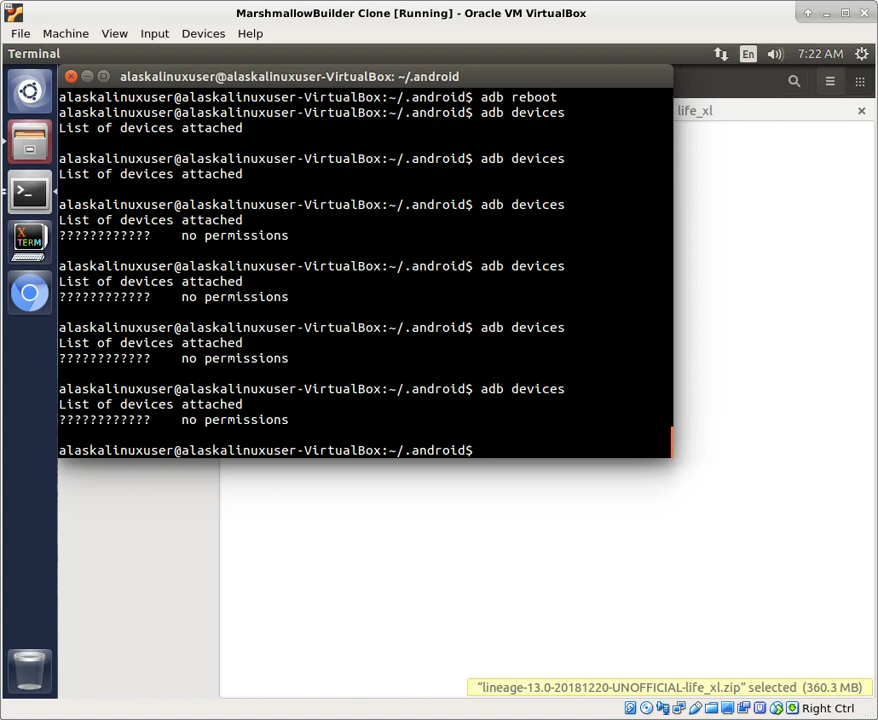 MarshmallowBuilder Clone [Running] - Oracle VM VirtualBox
File Machine View Input Devices Help
Terminal
En
7:22 AM
alaskalinuxuser@alaskalinuxuser-VirtualBox: ~/.android
life_xl
alaskalinuxuser@alaskalinuxuser-VirtualBox:~/.android$ adb reboot
alaskalinuxuser@alaskalinuxuser-VirtualBox:~/.android$ adb devices
List of devices attached
alaskalinuxuser@alaskalinuxuser-VirtualBox:~/.android$ adb devices
List of devices attached
alaskalinuxuser@alaskalinuxuser-VirtualBox:~/.android$ adb devices
List of devices attached
???????????? no permissions
alaskalinuxuser@alaskalinuxuser-VirtualBox:~/.android$ adb devices
List of devices attached
???????????? no permissions
alaskalinuxuser@alaskalinuxuser-VirtualBox:~/.android$ adb devices
List of devices attached
???????????? no permissions
alaskalinuxuser@alaskalinuxuser-VirtualBox:~/.android$ adb devices
List of devices attached
???????????? no permissions
alaskalinuxuser@alaskalinuxuser-VirtualBox:~/.android$
>_
X
TERM
"lineage-13.0-20181220-UNOFFICIAL-life_xl.zip" selected (360.3 MB)
Right Ctrl